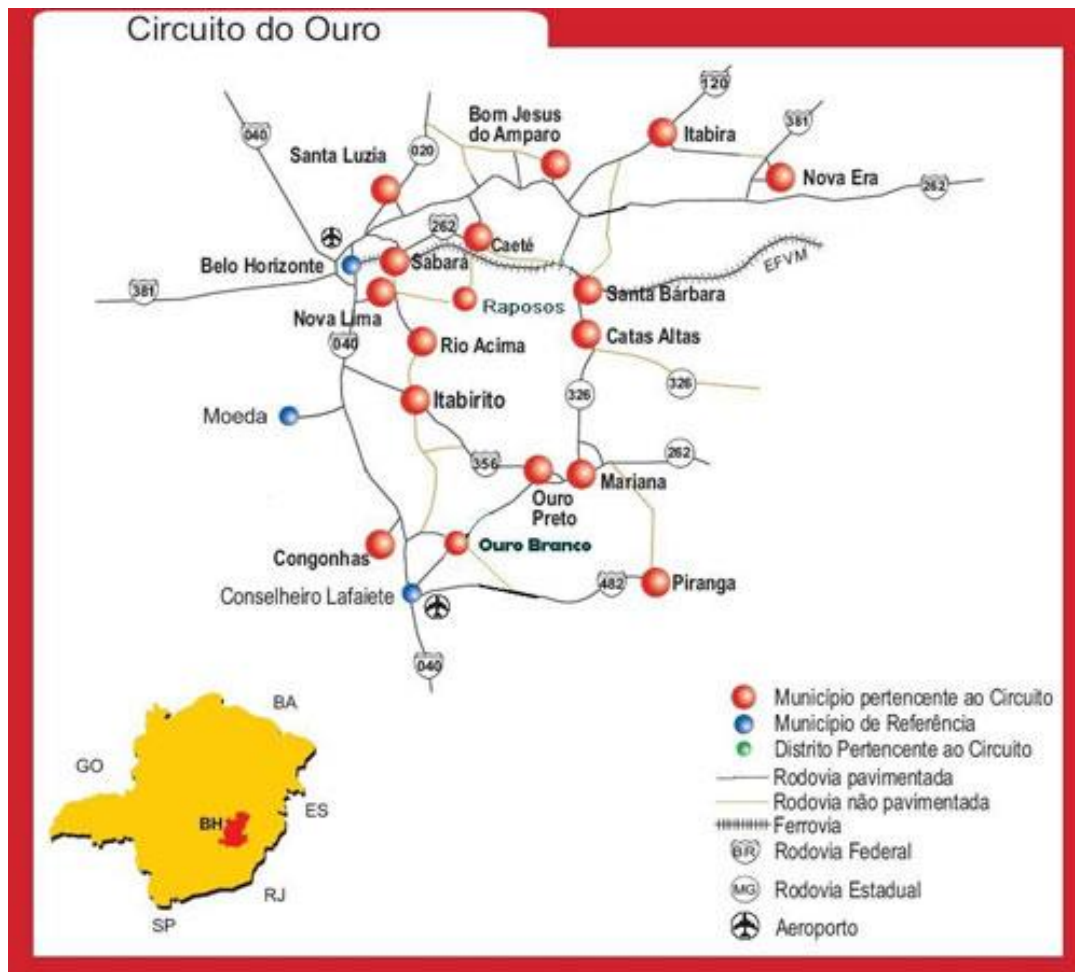 Circuito do Ouro
120
040
Bom Jesus
do Amparo
Itabira
381
020
Santa Luzia
Nova Era
262
262
Caeté
Belo Horizonte
Sabará
EFVM
381
Santa Bárbara
Nova Lima
Raposos
040
Rio Acima
Catas Altas
326
326
Itabirito
Moeda
356
262
Mariana
Ouro
Preto
Congonhas
Ouro Branco
482
Piranga
Conselheiro Lafaiete
040
BA
GO
ES
BH
RJ
SP
Município pertencente ao Circuito
Município de Referência
Distrito Pertencente ao Circuito
Rodovia pavimentada
Rodovia não pavimentada
Ferrovia
BR Rodovia Federal
MG Rodovia Estadual
Aeroporto